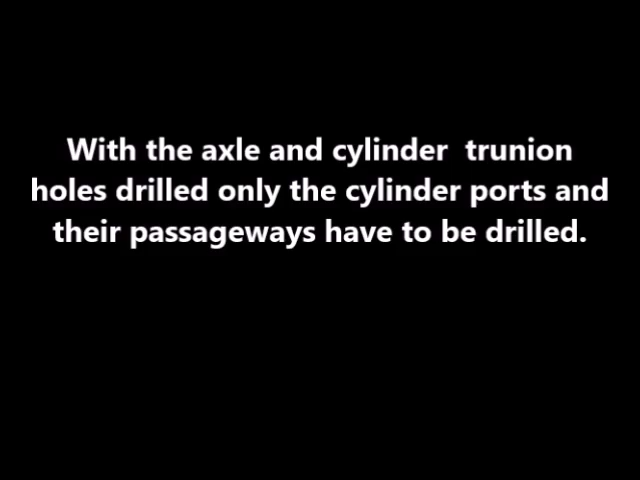 With the axle and cylinder  trunion
holes drilled only the cylinder ports and
their passageways have to be drilled.